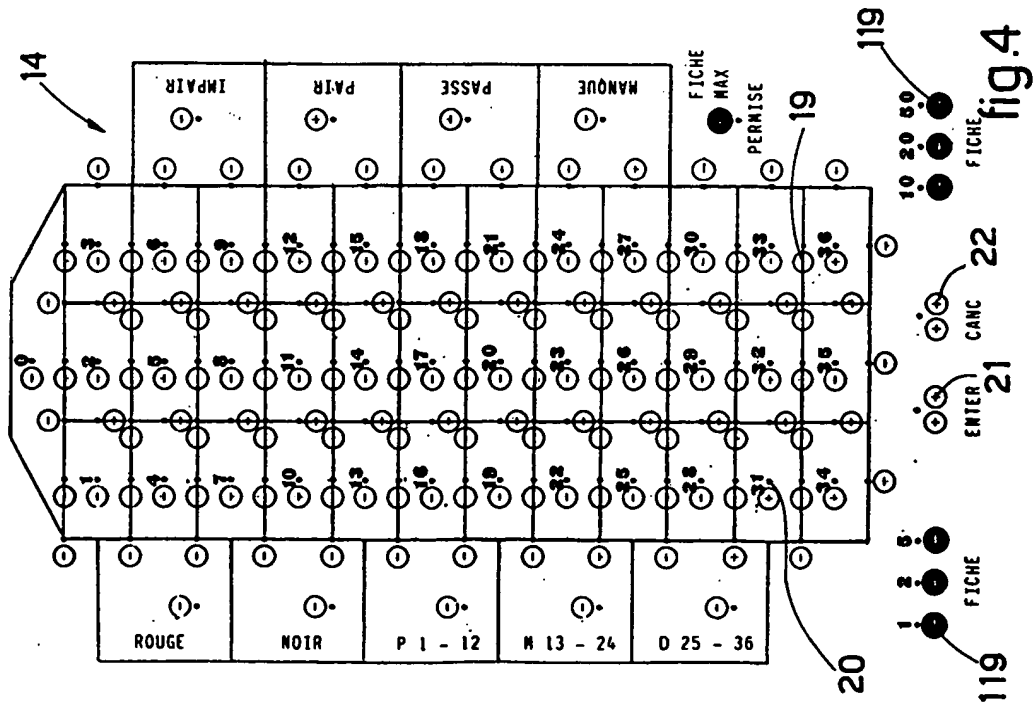 14
0
1 2 3
4 5 6
7 8 9
10 11 12
13 14 15
16 17 18
19 20 21
22 23 24
25 26 27
28 29 30
31 32 33
34 35 36
ROUGE
NOIR
P 1 - 12
M 13 - 24
D 25 - 36
IMPAIR
PAIR
PASSE
MANQUE
FICHE
MAX
PERMISE
19
20
1 2 5
FICHE
119
ENTER
21
CANC
22
10 20 50
FICHE
119
fig.4